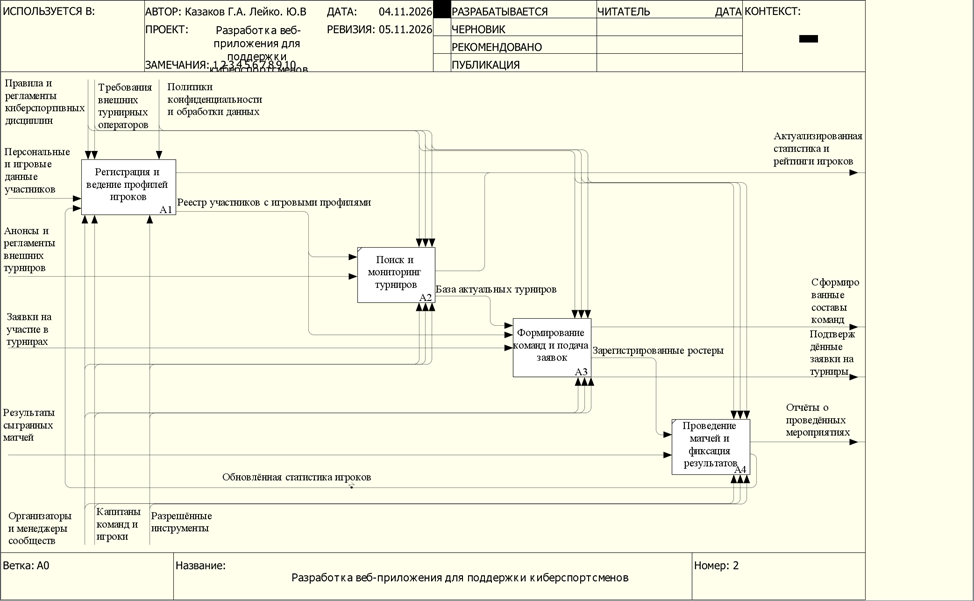 ИСПОЛЬЗУЕТСЯ В:
АВТОР: Казаков Г.А. Лейко. Ю.В
ДАТА: 04.11.2026
РАЗРАБАТЫВАЕТСЯ
ЧИТАТЕЛЬ
ДАТА
КОНТЕКСТ:
ПРОЕКТ: Разработка веб-
приложения для
поддержки
киберспортсменов
РЕВИЗИЯ: 05.11.2026
ЧЕРНОВИК
РЕКОМЕНДОВАНО
ЗАМЕЧАНИЯ: 1 2 3 4 5 6 7 8 9 10
ПУБЛИКАЦИЯ
Правила и
регламенты
киберспортивных
дисциплин
Требования
внешних
турнирных
операторов
Политики
конфиденциальности
и обработки данных
Актуализированная
статистика и
рейтинги игроков
Персональные
и игровые
данные
участников
Регистрация и
ведение профилей
игроков
A1
Реестр участников с игровыми профилями
Анонсы и
регламенты
внешних
турниров
Поиск и
мониторинг
турниров
A2
База актуальных турниров
Сформиро
ванные
составы
команд
Заявки на
участие в
турнирах
Формирование
команд и подача
заявок
A3
Зарегистрированные ростеры
Подтверж
дённые
заявки на
турниры
Результаты
сыгранных
матчей
Проведение
матчей и
фиксация
результатов
A4
Отчёты о
проведённых
мероприятиях
Обновлённая статистика игроков
Организаторы
и менеджеры
сообществ
Капитаны
команд и
игроки
Разрешённые
инструменты
Ветка: A0
Название:
Разработка веб-приложения для поддержки киберспортсменов
Номер: 2